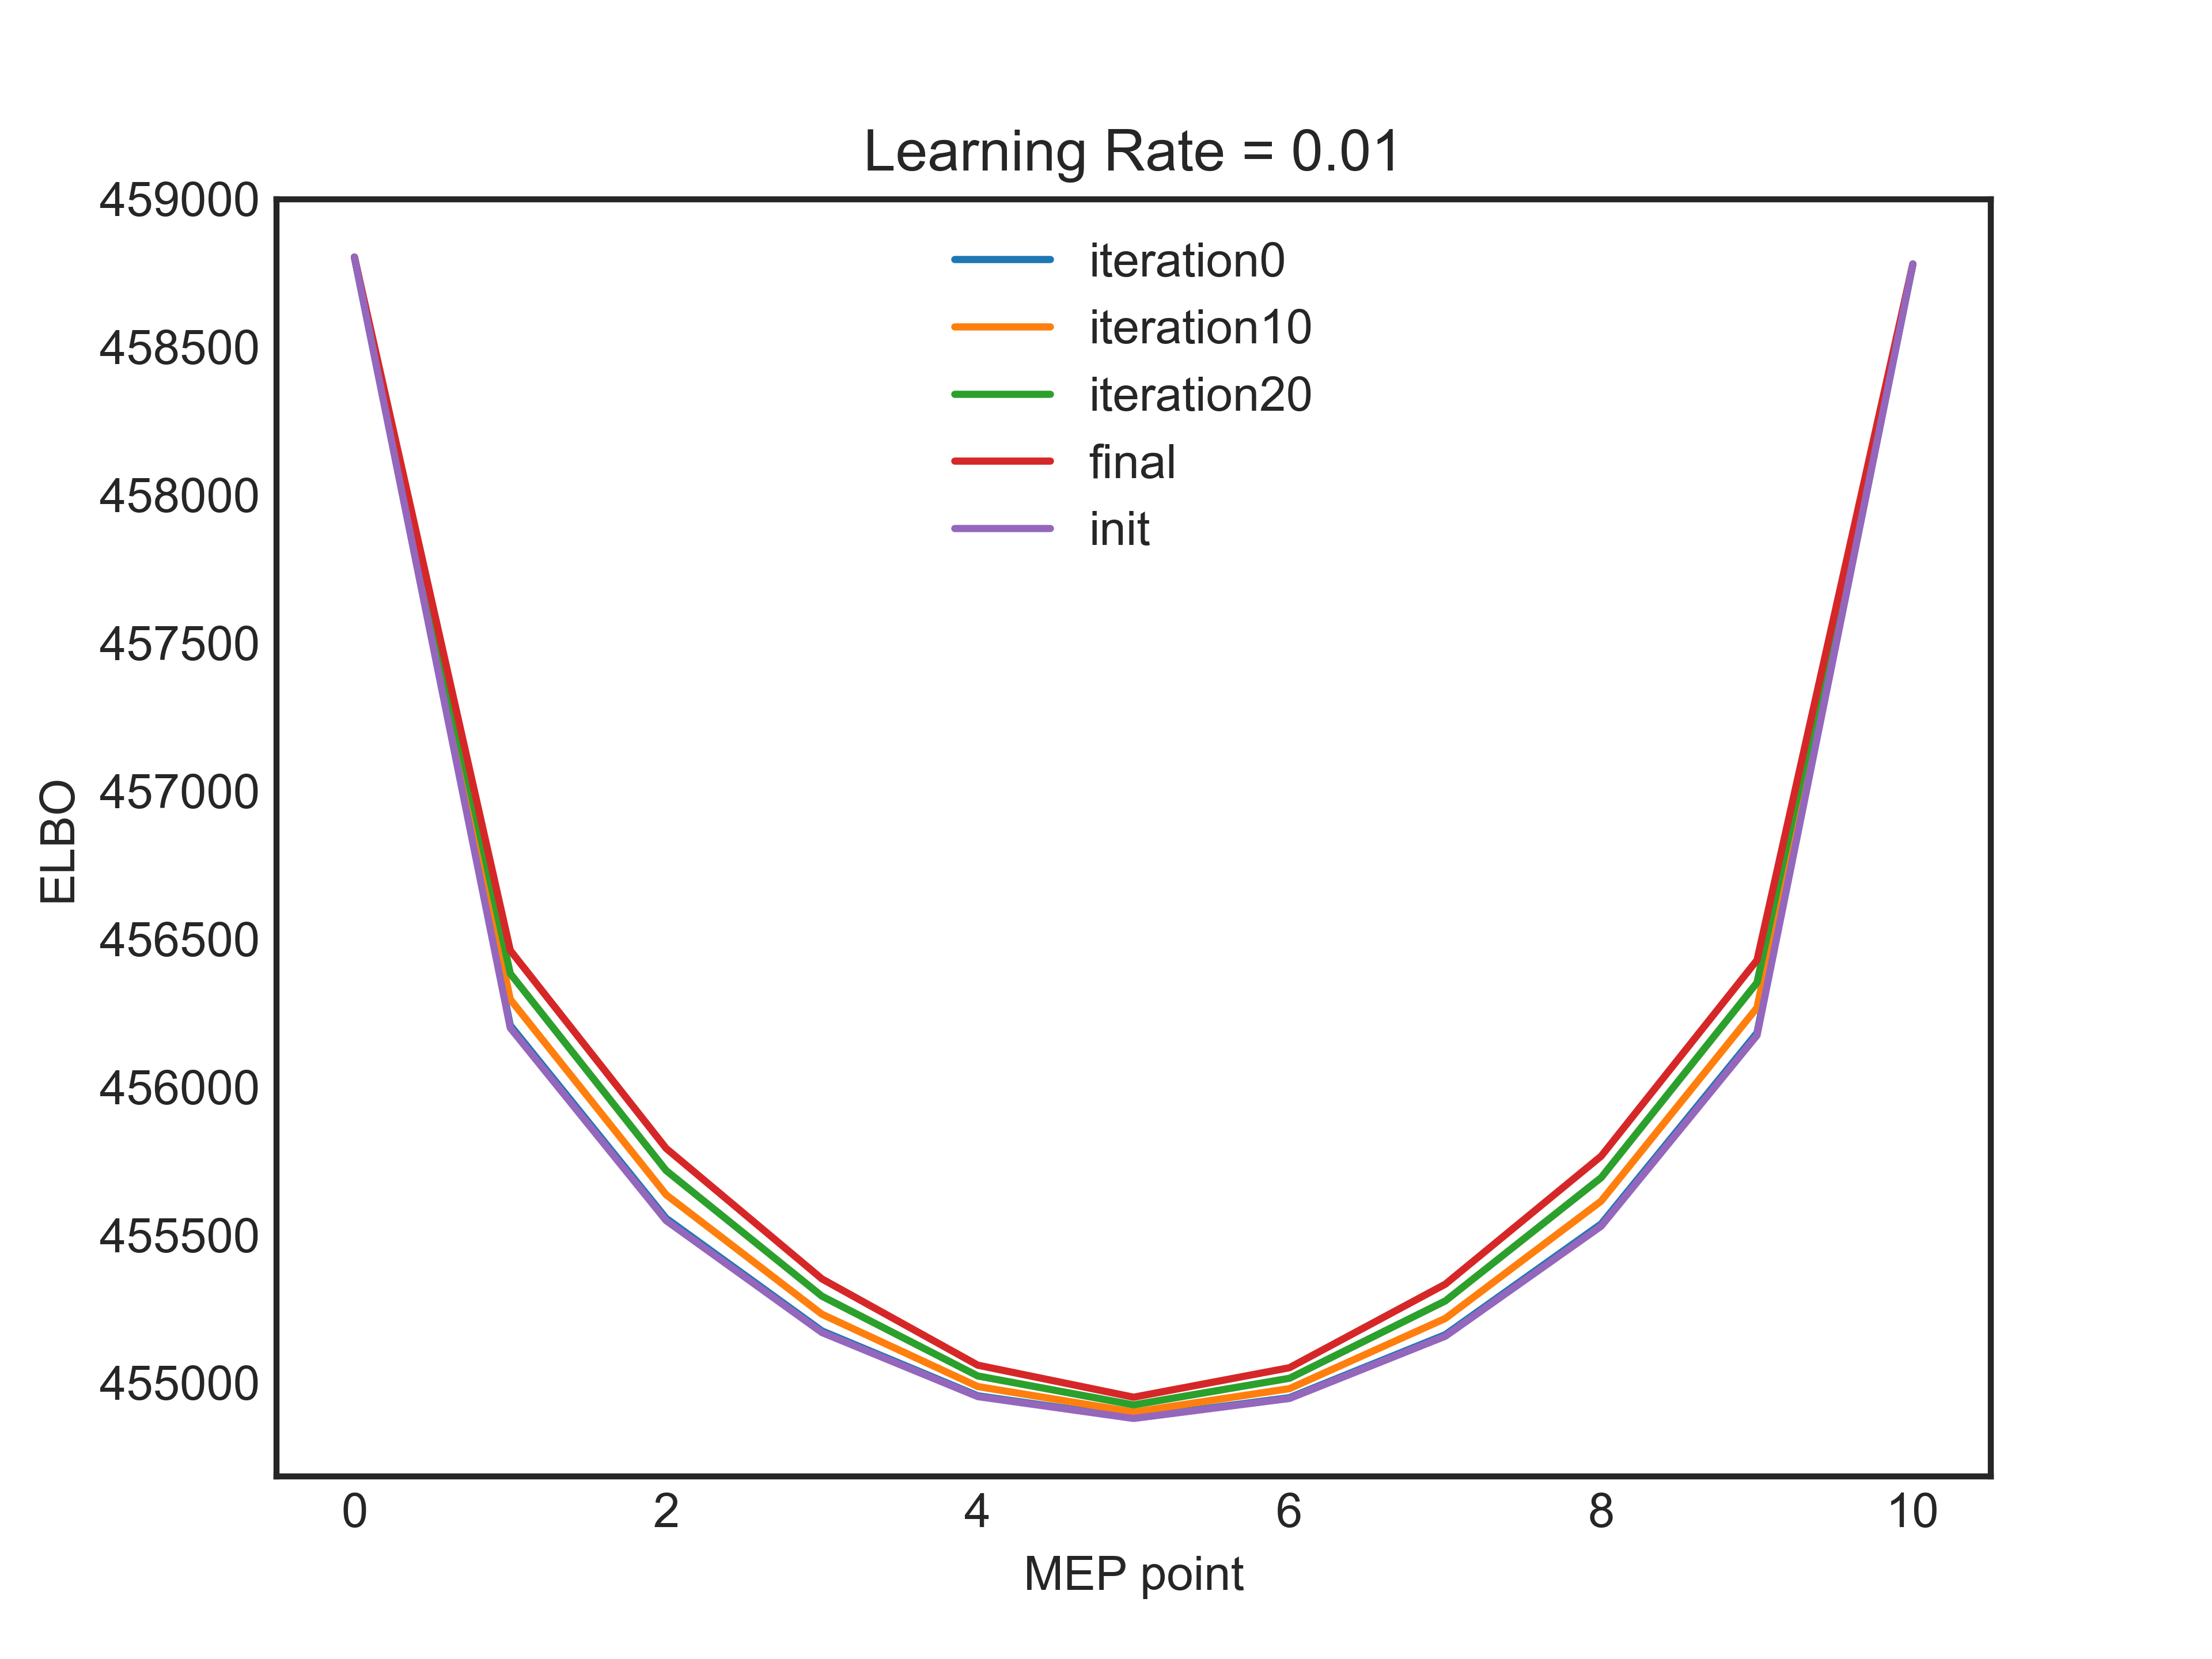 Learning Rate = 0.01
459000
458500
458000
457500
457000
456500
456000
455500
455000
ELBO
iteration0
iteration10
iteration20
final
init
0 2 4 6 8 10
MEP point